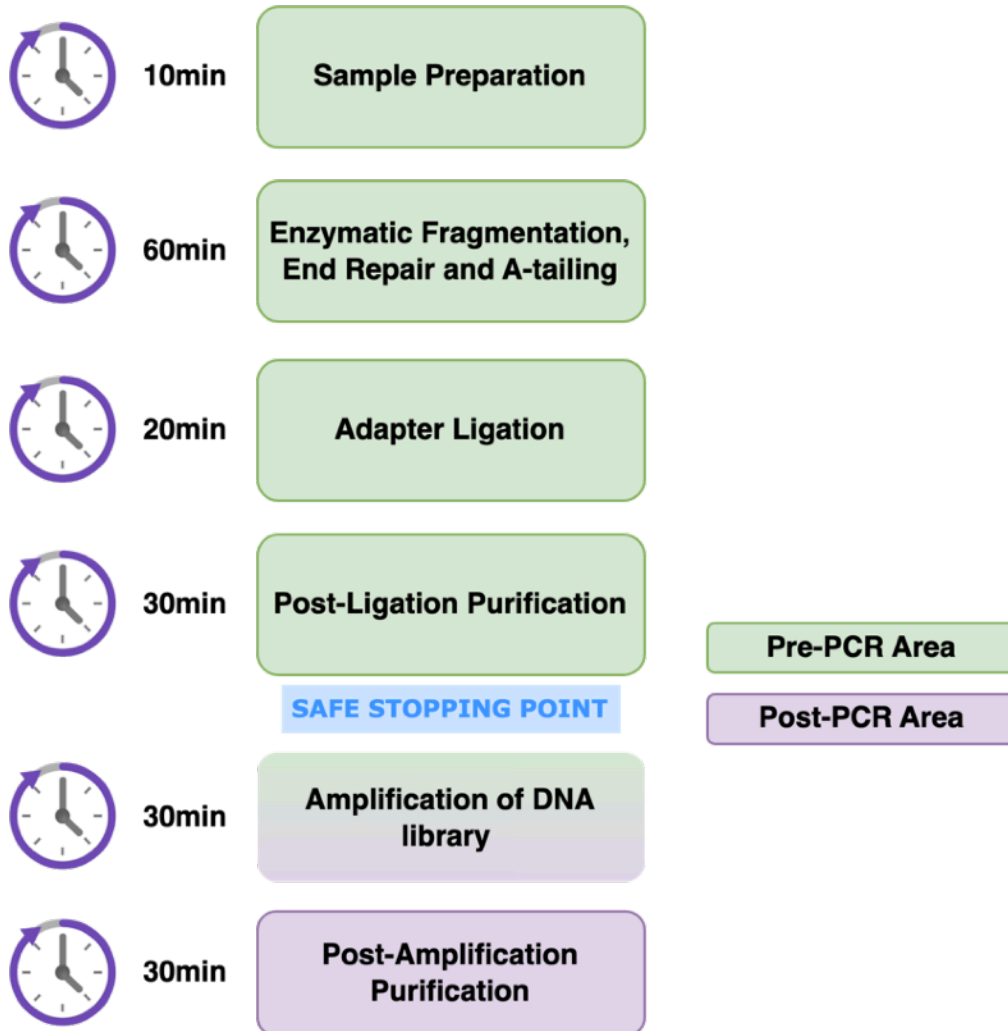 10min
Sample Preparation
60min
Enzymatic Fragmentation,
End Repair and A-tailing
20min
Adapter Ligation
30min
Post-Ligation Purification
Pre-PCR Area
SAFE STOPPING POINT
Post-PCR Area
30min
Amplification of DNA
library
30min
Post-Amplification
Purification